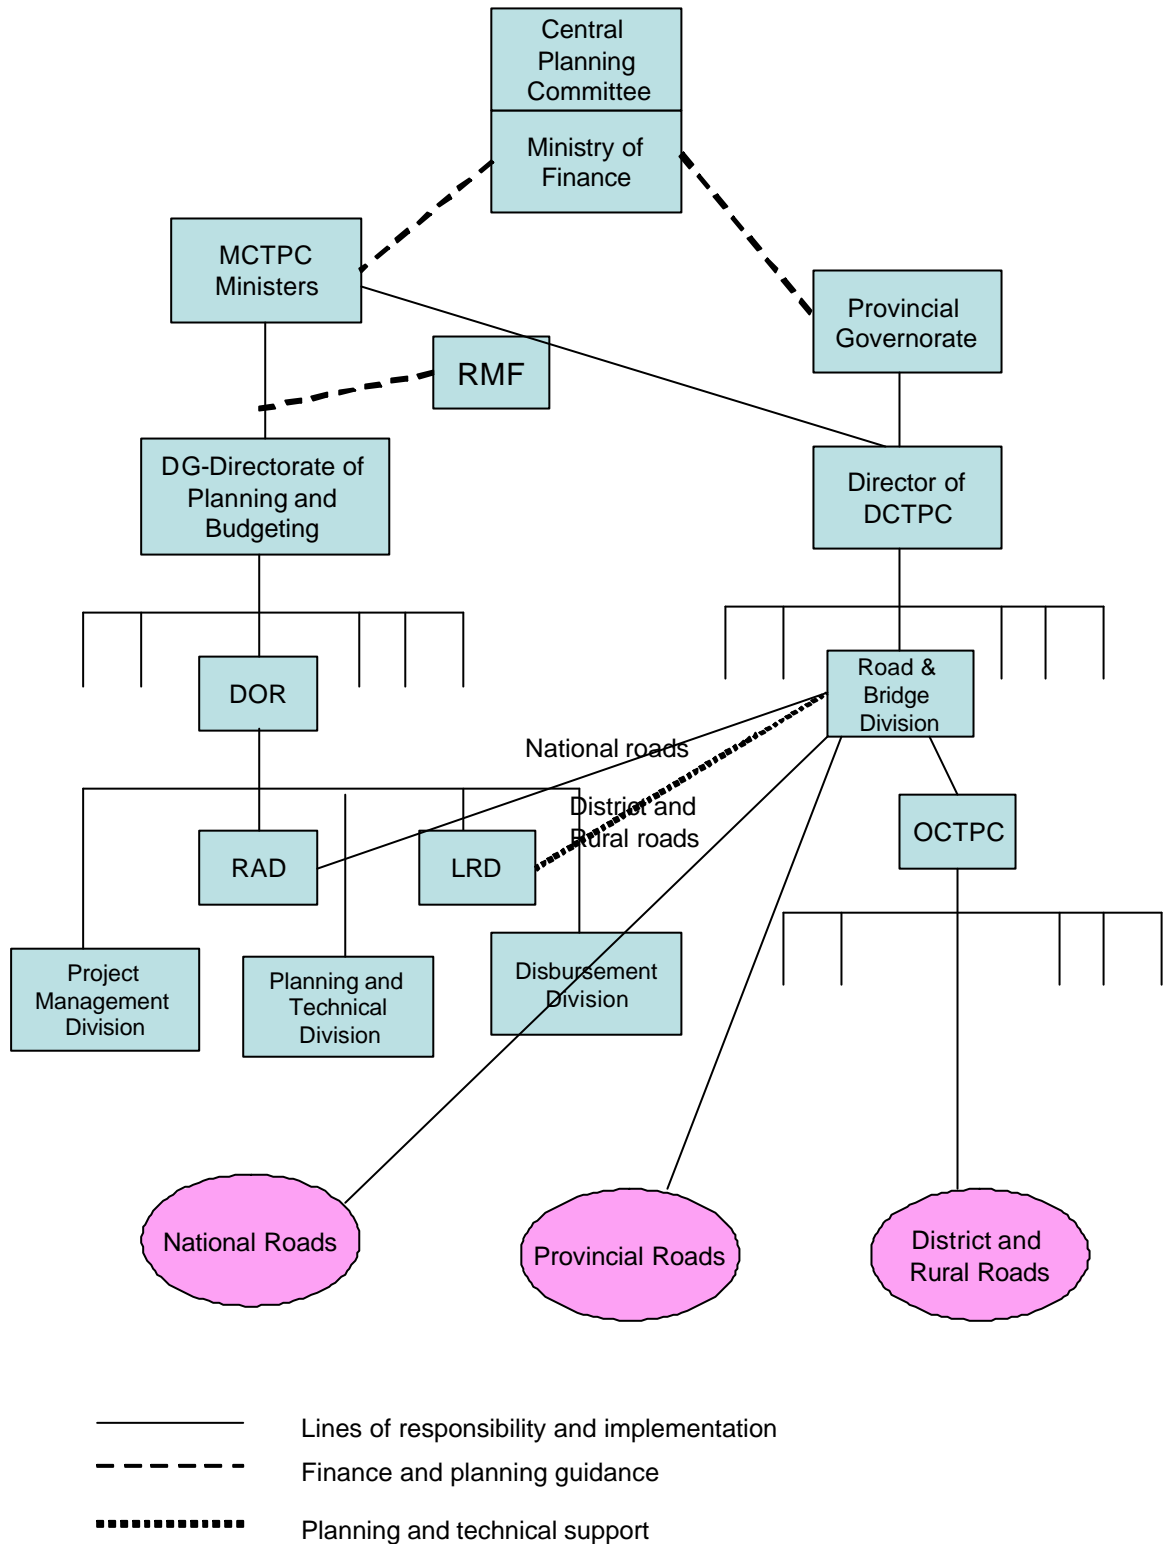 Central
Planning
Committee
Ministry of
Finance
MCTPC
Ministers
Provincial
Governorate
RMF
DG-Directorate of
Planning and
Budgeting
Director of
DCTPC
DOR
Road &
Bridge
Division
National roads
District and
Rural roads
RAD
LRD
OCTPC
Project
Management
Division
Planning and
Technical
Division
Disbursement
Division
National Roads
Provincial Roads
District and
Rural Roads
Lines of responsibility and implementation
Finance and planning guidance
Planning and technical support